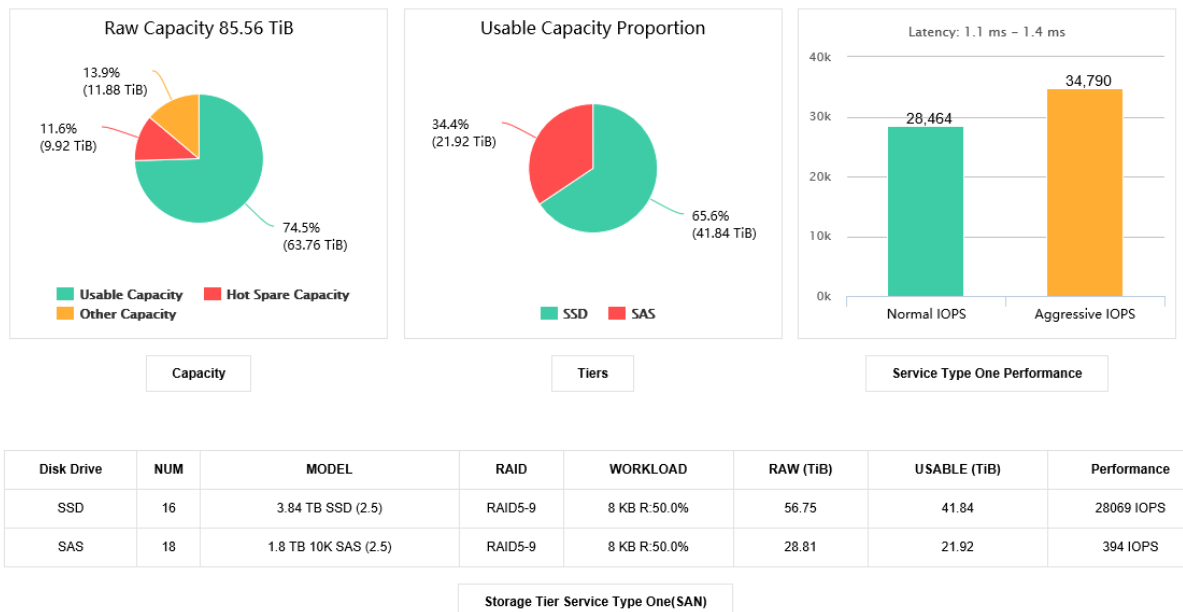 Raw Capacity 85.56 TiB
13.9%
(11.88 TiB)
11.6%
(9.92 TiB)
74.5%
(63.76 TiB)
Usable Capacity
Hot Spare Capacity
Other Capacity
Capacity
Usable Capacity Proportion
34.4%
(21.92 TiB)
65.6%
(41.84 TiB)
SSD SAS
Tiers
Latency: 1.1 ms - 1.4 ms
40k
30k
20k
10k
0k
28,464
34,790
Normal IOPS
Aggressive IOPS
Service Type One Performance
Disk Drive NUM MODEL RAID WORKLOAD RAW (TiB) USABLE (TiB) Performance
SSD 16 3.84 TB SSD (2.5) RAID5-9 8 KB R:50.0% 56.75 41.84 28069 IOPS
SAS 18 1.8 TB 10K SAS (2.5) RAID5-9 8 KB R:50.0% 28.81 21.92 394 IOPS
Storage Tier Service Type One(SAN)